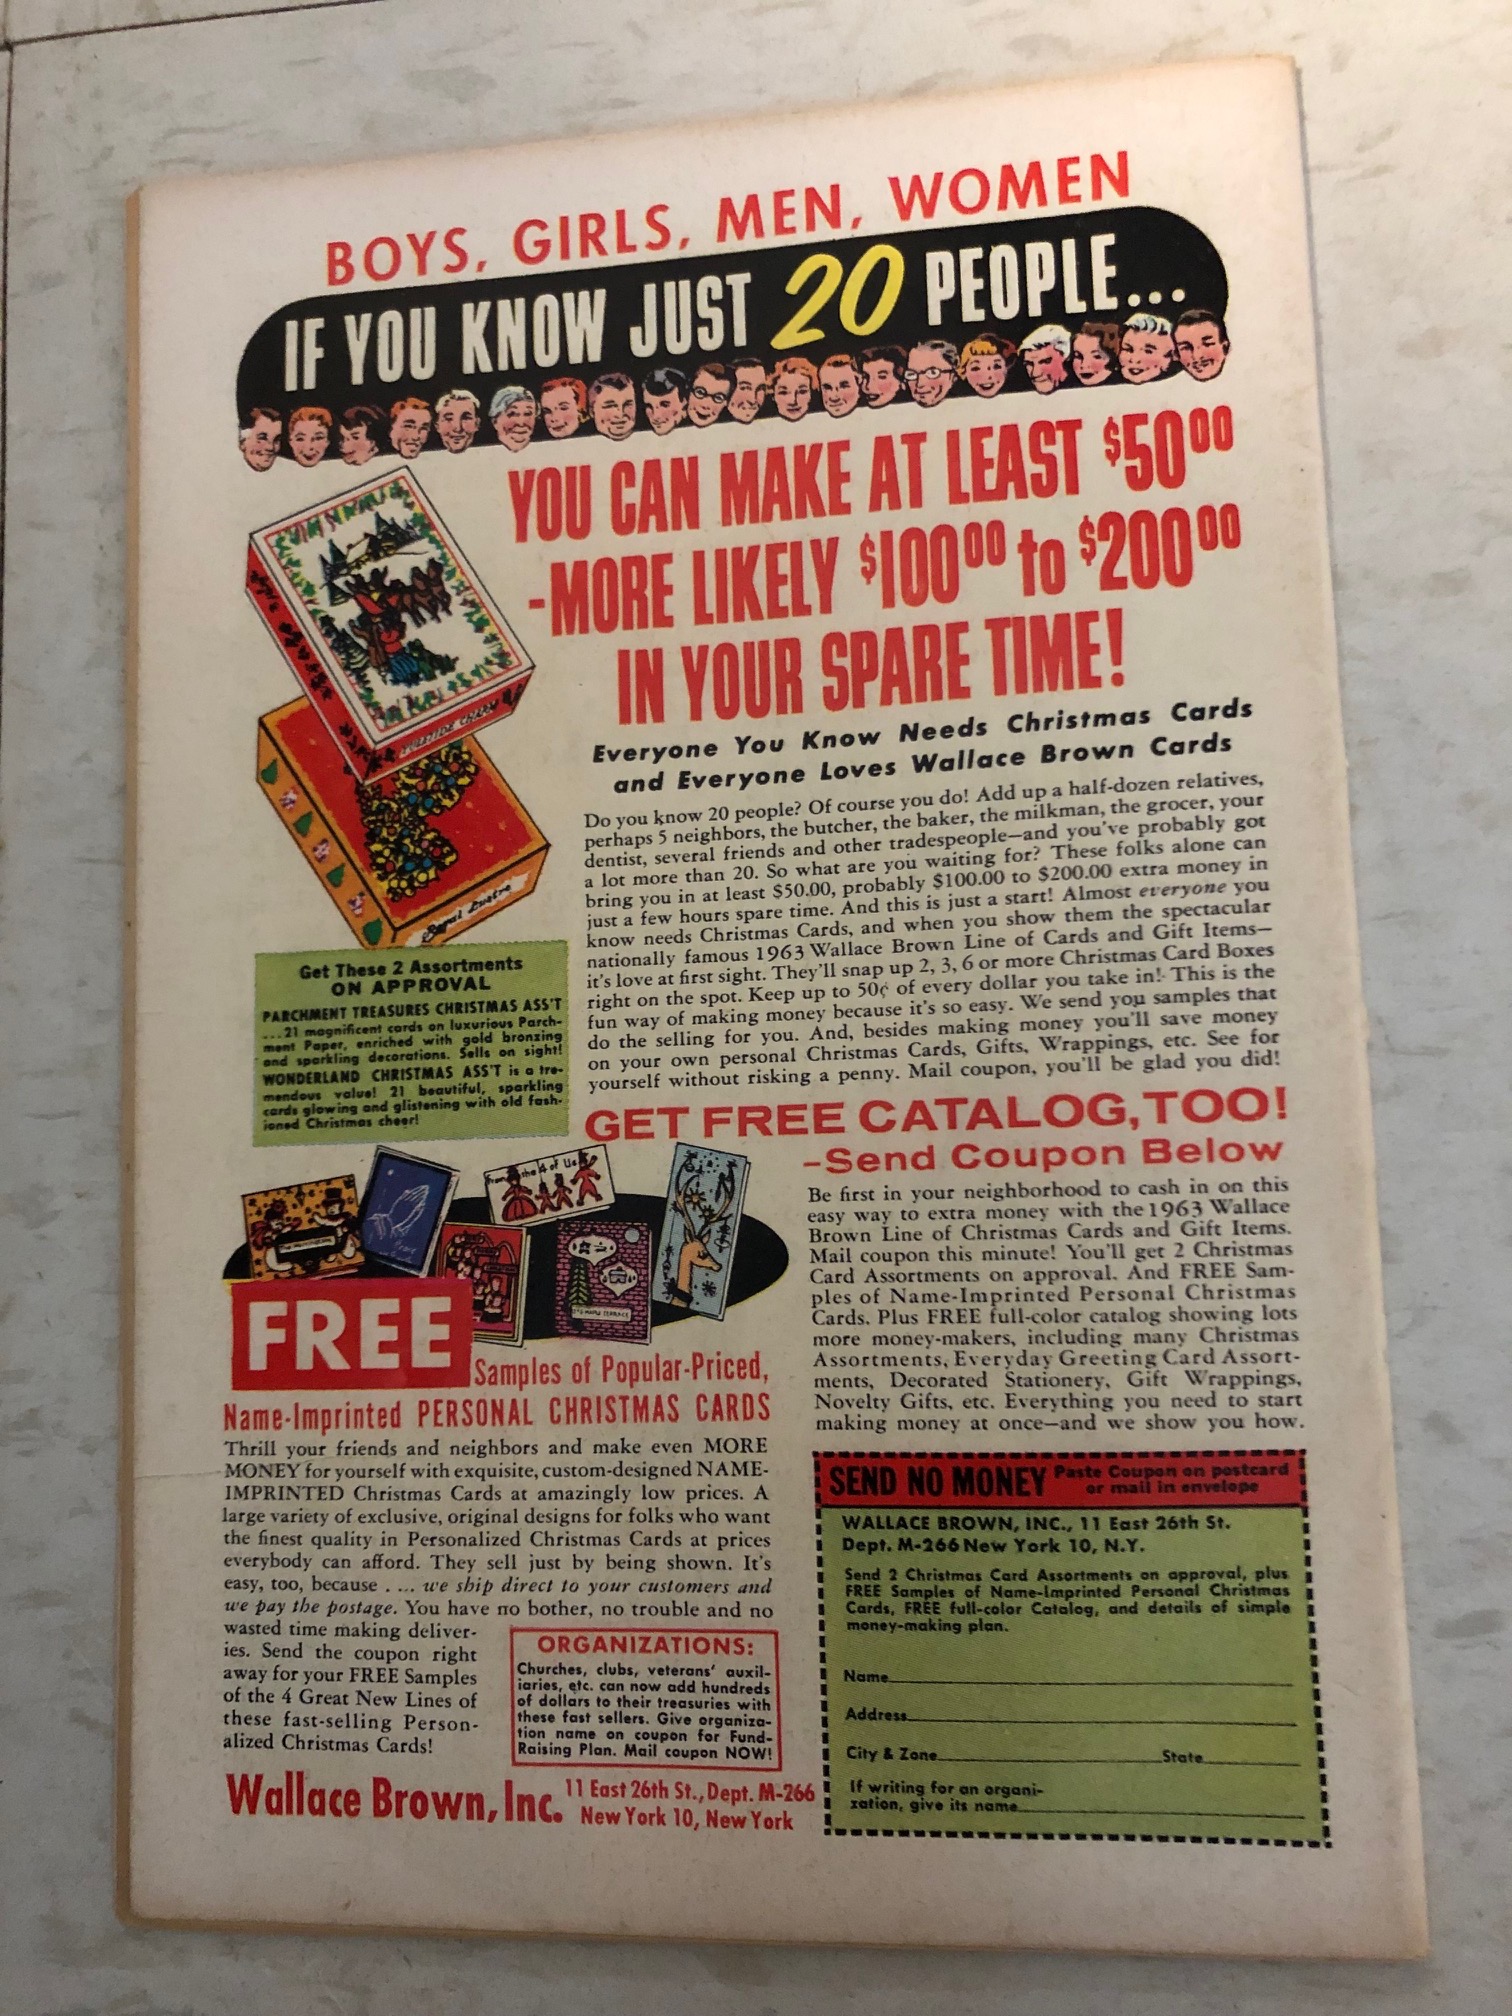 BOYS, GIRLS, MEN, WOMEN
IF YOU KNOW JUST 20 PEOPLE...
YOU CAN MAKE AT LEAST $50.00
-MORE LIKELY $100.00 to $200.00
IN YOUR SPARE TIME!
YULETIDE CHARM
Royal Lustre
Everyone You Know Needs Christmas Cards
and Everyone Loves Wallace Brown Cards
Do you know 20 people? Of course you do! Add up a half-dozen relatives,
perhaps 5 neighbors, the butcher, the baker, the milkman, the grocer, your
dentist, several friends and other tradespeople—and you've probably got
a lot more than 20. So what are you waiting for? These folks alone can
bring you in at least $50.00, probably $100.00 to $200.00 extra money in
just a few hours spare time. And this is just a start! Almost everyone you
know needs Christmas Cards, and when you show them the spectacular
nationally famous 1963 Wallace Brown Line of Cards and Gift Items—
it's love at first sight. They'll snap up 2, 3, 6 or more Christmas Card Boxes
right on the spot. Keep up to 50¢ of every dollar you take in! This is the
fun way of making money because it's so easy. We send you samples that
do the selling for you. And, besides making money you'll save money
on your own personal Christmas Cards, Gifts, Wrappings, etc. See for
yourself without risking a penny. Mail coupon, you'll be glad you did!
Get These 2 Assortments
ON APPROVAL
PARCHMENT TREASURES CHRISTMAS ASS'T
...21 magnificent cards on luxurious Parch-
ment Paper, enriched with gold bronzing
and sparkling decorations. Sells on sight!
WONDERLAND CHRISTMAS ASS'T is a tre-
mendous value! 21 beautiful, sparkling
cards glowing and glistening with old fash-
ioned Christmas cheer!
GET FREE CATALOG, TOO!
-Send Coupon Below
Be first in your neighborhood to cash in on this
easy way to extra money with the 1963 Wallace
Brown Line of Christmas Cards and Gift Items.
Mail coupon this minute! You'll get 2 Christmas
Card Assortments on approval. And FREE Sam-
ples of Name-Imprinted Personal Christmas
Cards. Plus FREE full-color catalog showing lots
more money-makers, including many Christmas
Assortments, Everyday Greeting Card Assort-
ments, Decorated Stationery, Gift Wrappings,
Novelty Gifts, etc. Everything you need to start
making money at once—and we show you how.
From the 4 of Us
Peace
FREE
Samples of Popular-Priced,
Name-Imprinted PERSONAL CHRISTMAS CARDS
Thrill your friends and neighbors and make even MORE
MONEY for yourself with exquisite, custom-designed NAME-
IMPRINTED Christmas Cards at amazingly low prices. A
large variety of exclusive, original designs for folks who want
the finest quality in Personalized Christmas Cards at prices
everybody can afford. They sell just by being shown. It's
easy, too, because . ... we ship direct to your customers and
we pay the postage. You have no bother, no trouble and no
wasted time making deliver-
ies. Send the coupon right
away for your FREE Samples
of the 4 Great New Lines of
these fast-selling Person-
alized Christmas Cards!
ORGANIZATIONS:
Churches, clubs, veterans' auxil-
iaries, etc. can now add hundreds
of dollars to their treasuries with
these fast sellers. Give organiza-
tion name on coupon for Fund-
Raising Plan. Mail coupon NOW!
Wallace Brown, Inc. 11 East 26th St., Dept. M-266
New York 10, New York
SEND NO MONEY Paste Coupon on postcard
or mail in envelope
WALLACE BROWN, INC., 11 East 26th St.
Dept. M-266 New York 10, N.Y.
Send 2 Christmas Card Assortments on approval, plus
FREE Samples of Name-Imprinted Personal Christmas
Cards, FREE full-color Catalog, and details of simple
money-making plan.
Name
Address
City & Zone State
If writing for an organi-
zation, give its name